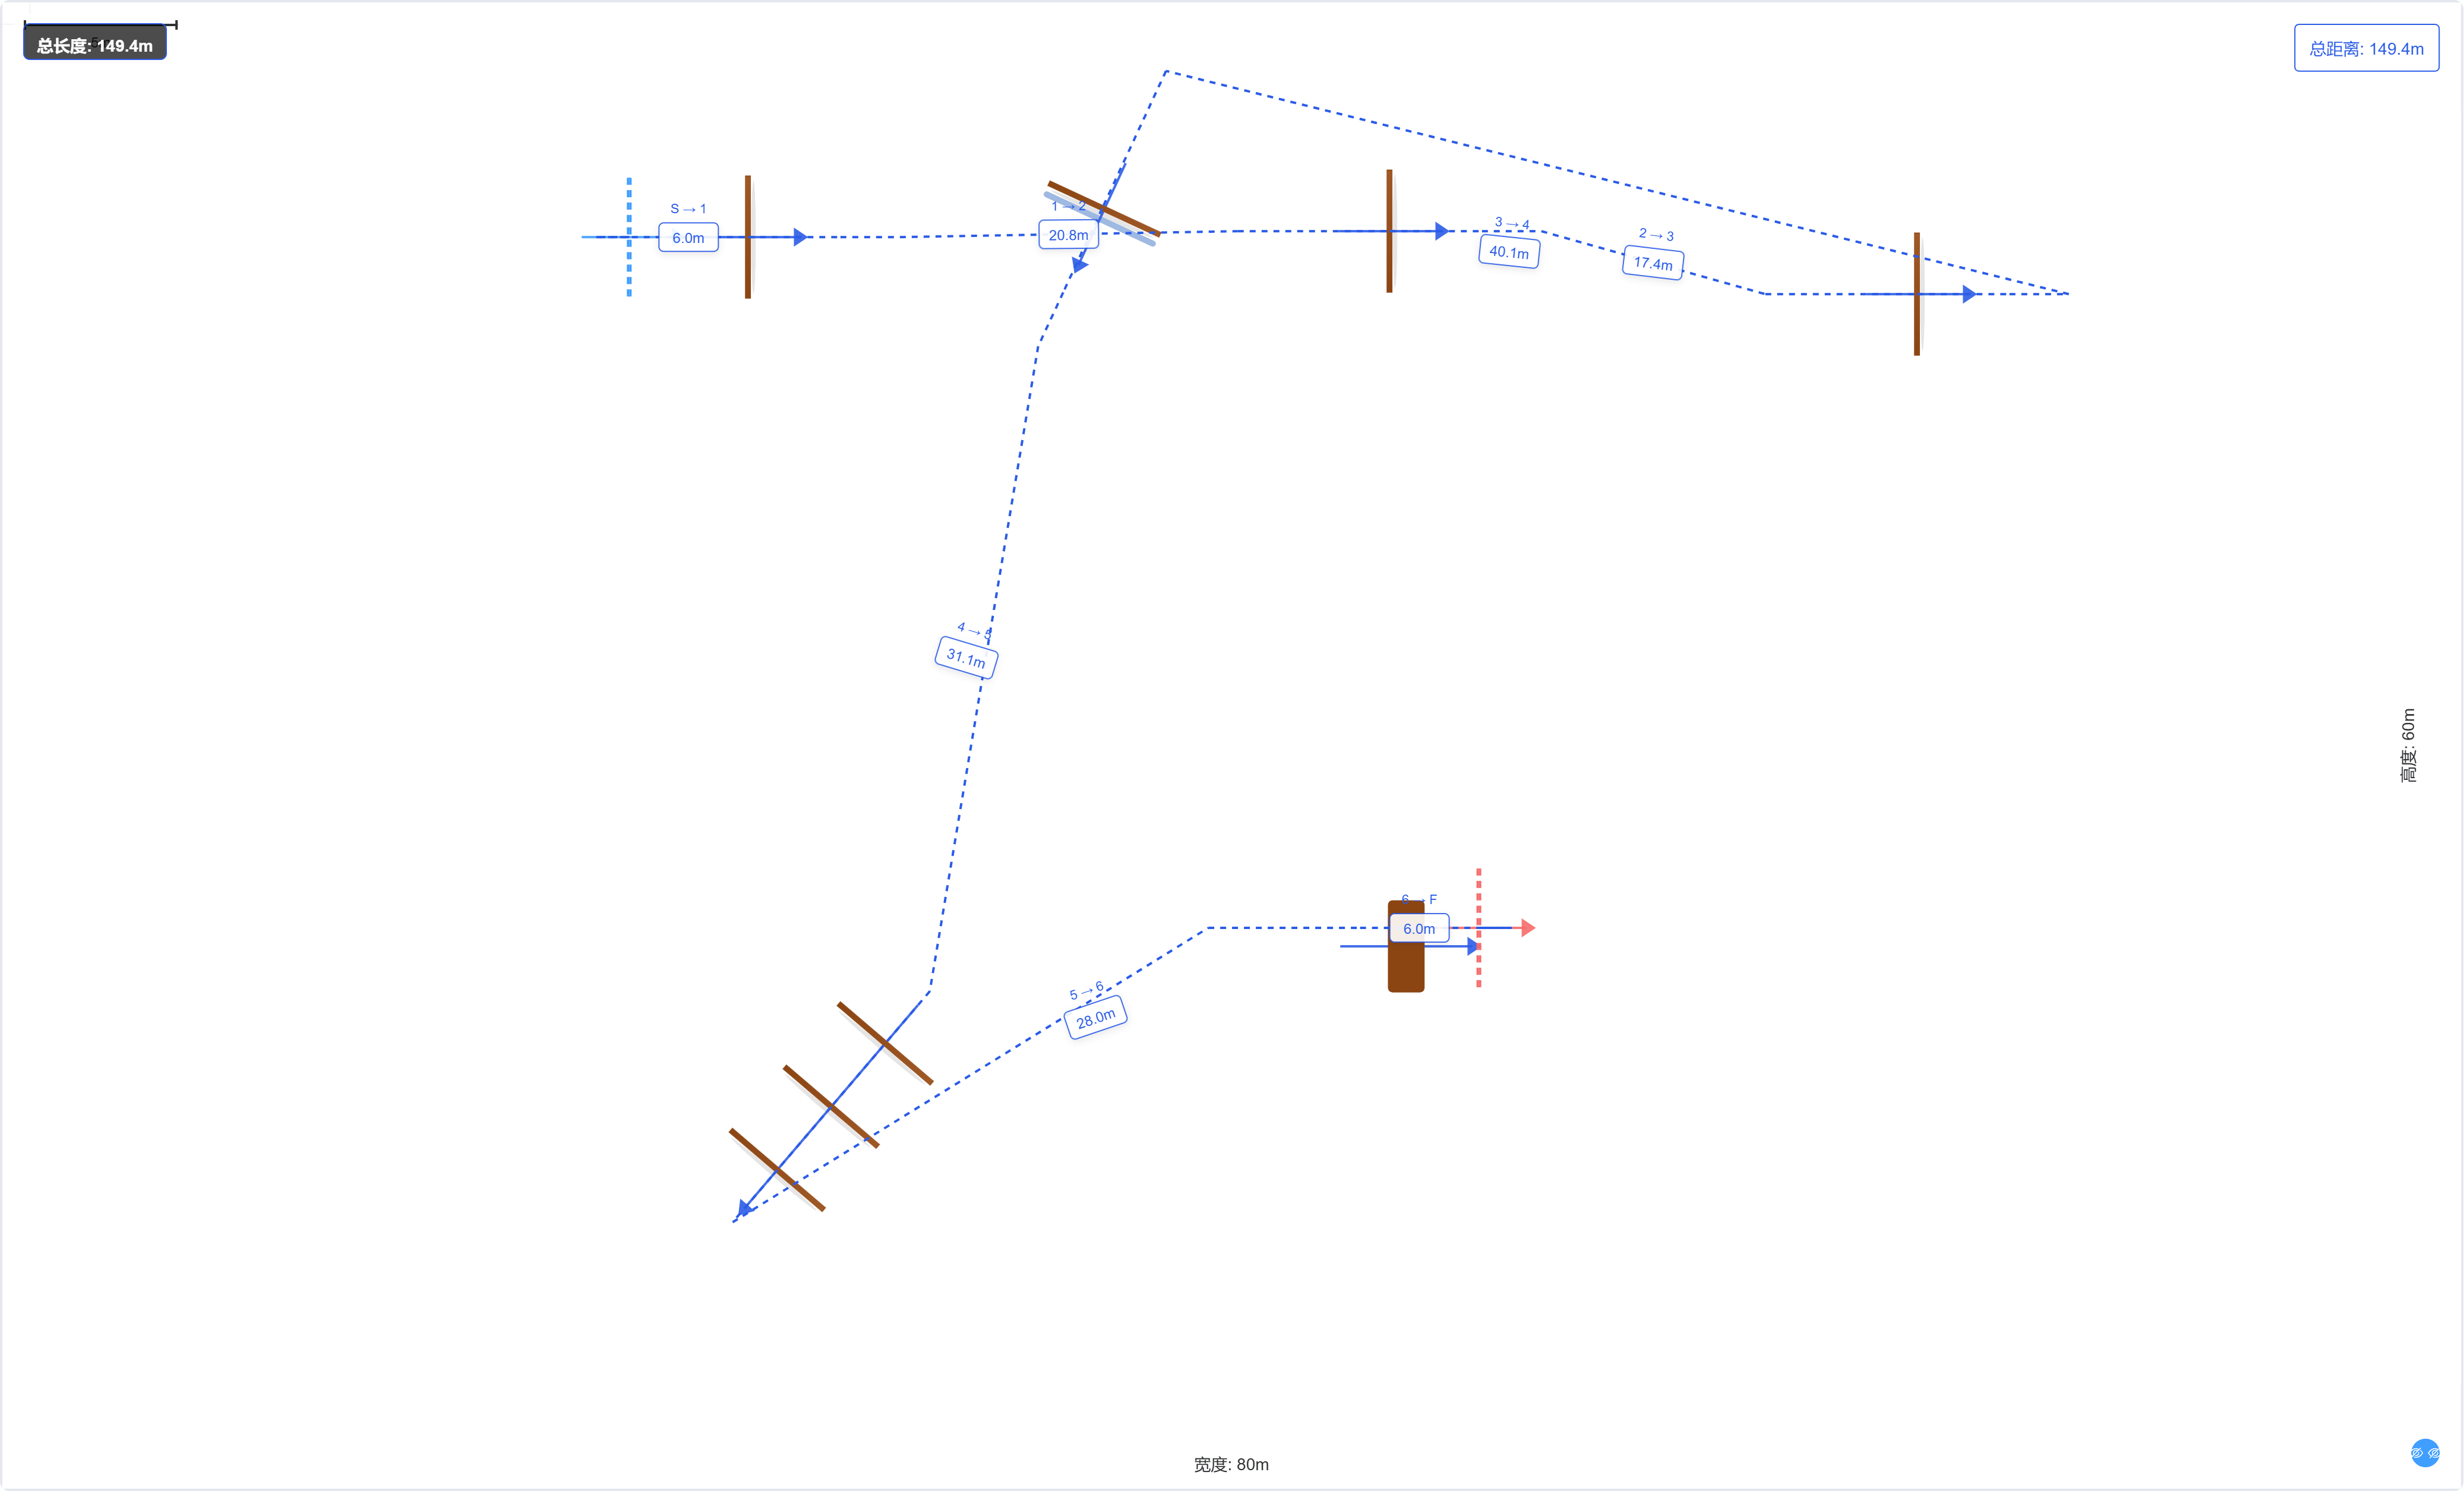 总长度: 149.4m
总距离: 149.4m
S → 1
6.0m
1 → 2
20.8m
3 → 4
40.1m
2 → 3
17.4m
4 → 5
31.1m
高度: 60m
6 → F
6.0m
5 → 6
28.0m
宽度: 80m